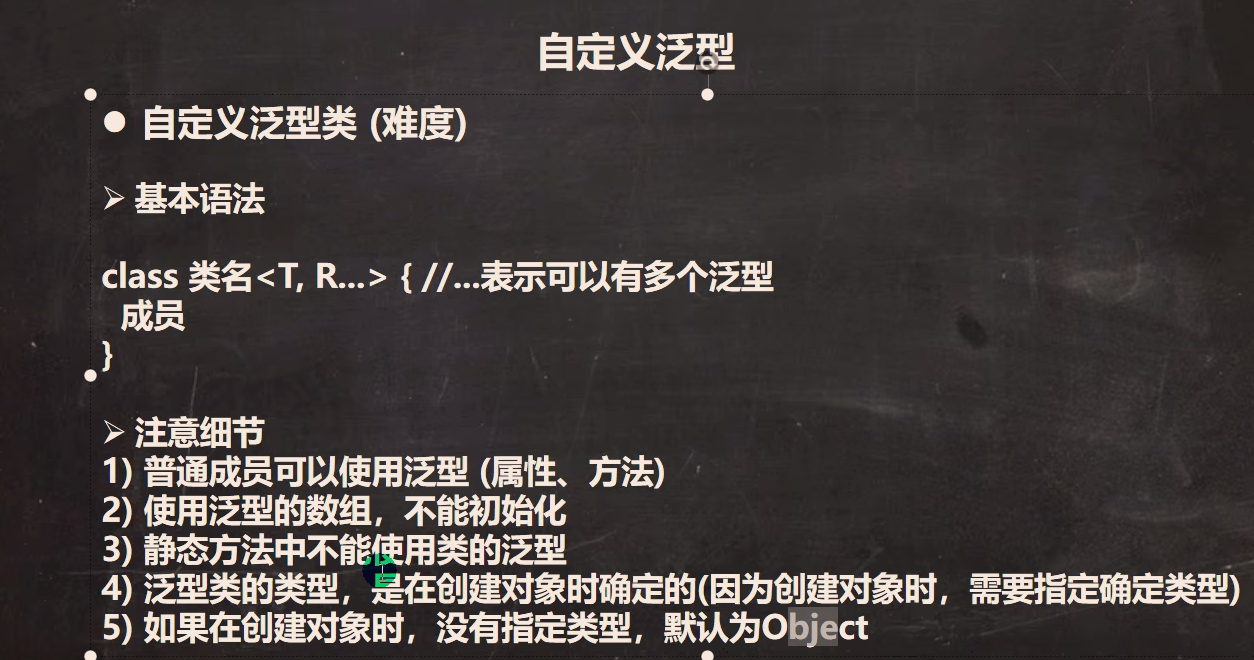 自定义泛型
● 自定义泛型类 (难度)
➢ 基本语法
class 类名<T, R...> { //...表示可以有多个泛型
成员
}
➢ 注意细节
1) 普通成员可以使用泛型 (属性、方法)
2) 使用泛型的数组，不能初始化
3) 静态方法中不能使用类的泛型
4) 泛型类的类型，是在创建对象时确定的(因为创建对象时，需要指定确定类型)
5) 如果在创建对象时，没有指定类型，默认为Object